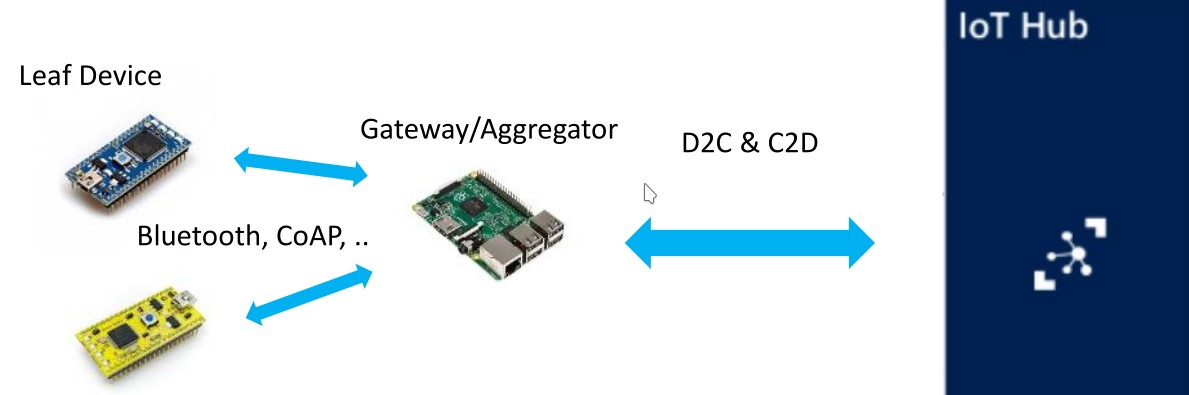 IoT Hub
Leaf Device
Gateway/Aggregator
D2C & C2D
Bluetooth, CoAP, ..